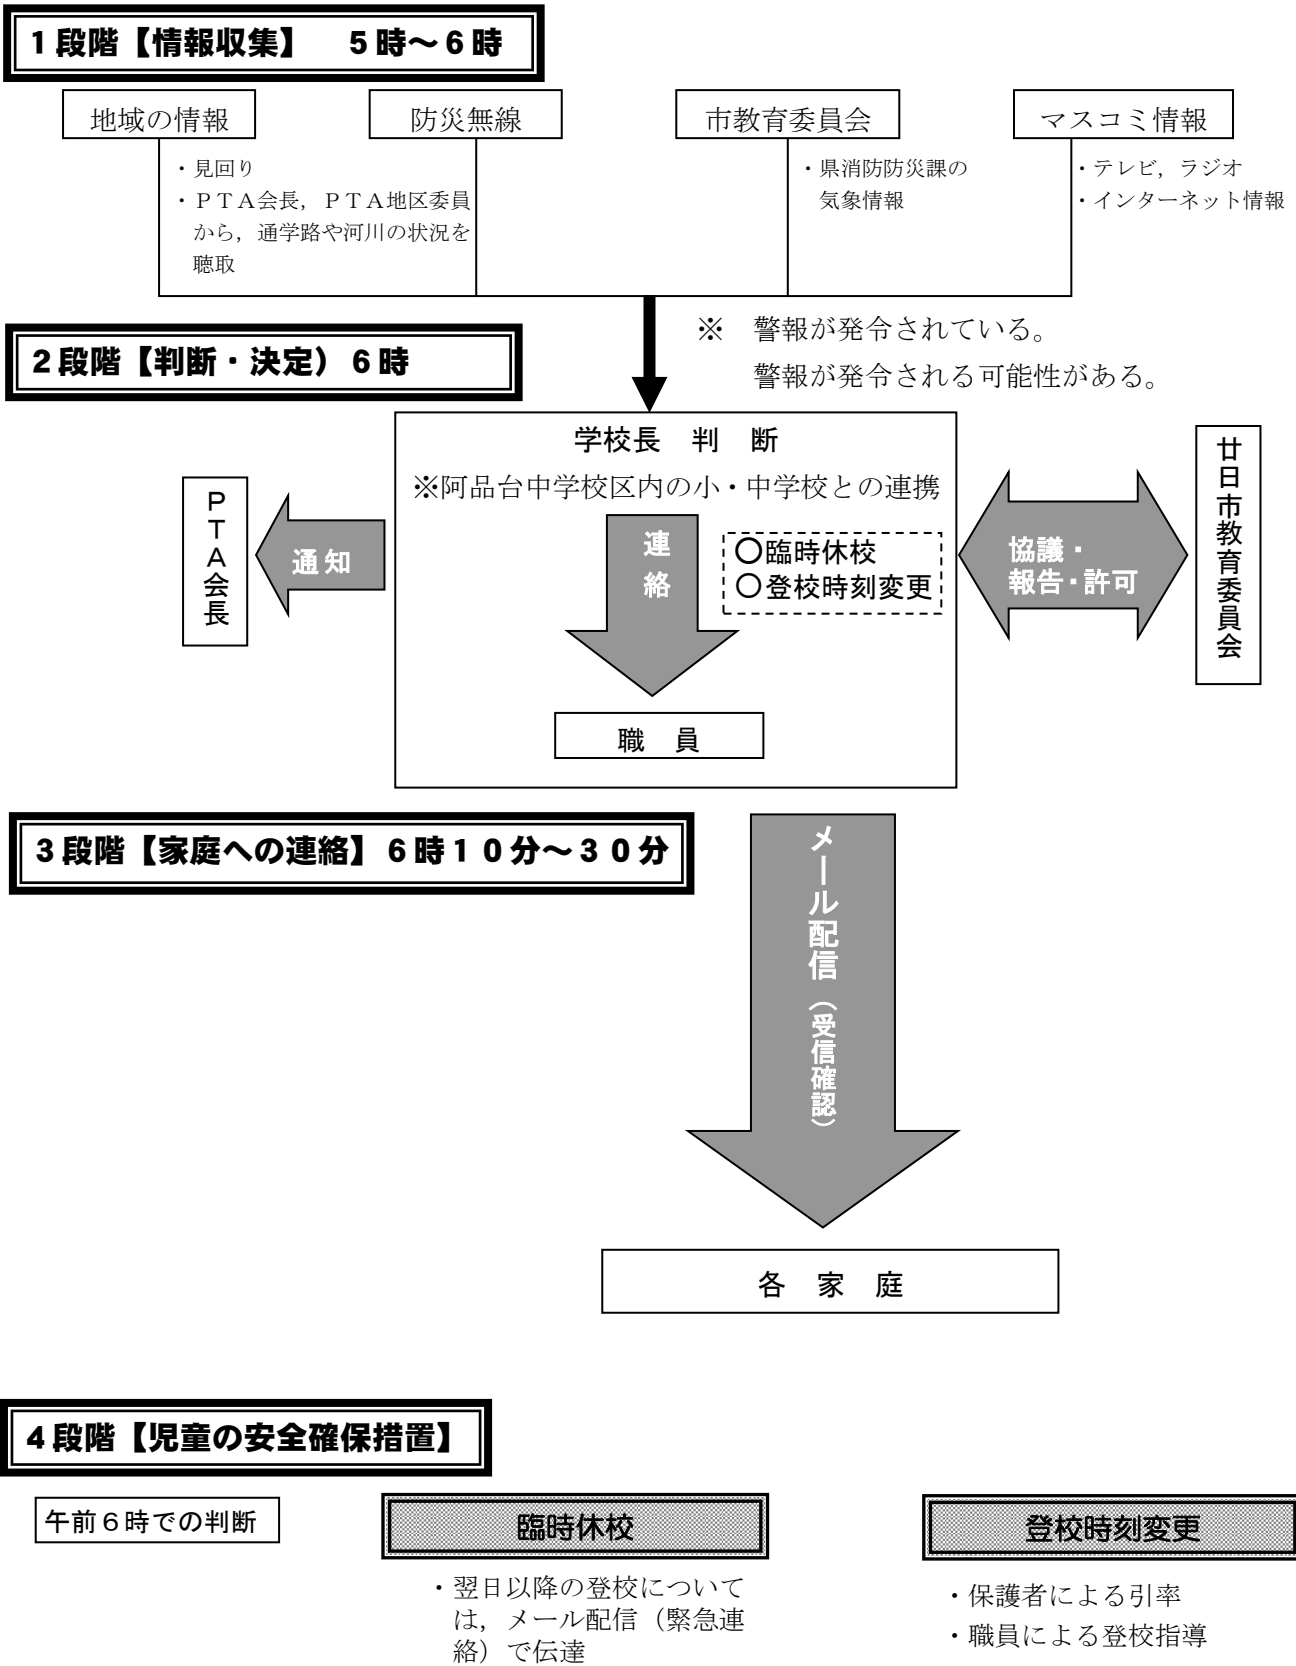 １段階【情報収集】　５時～６時
地域の情報
防災無線
市教育委員会
マスコミ情報
・見回り
・ＰＴＡ会長，ＰＴＡ地区委員
から，通学路や河川の状況を
聴取
・県消防防災課の
気象情報
・テレビ，ラジオ
・インターネット情報
※　警報が発令されている。
警報が発令される可能性がある。
２段階【判断・決定）６時
学校長　判　断
※阿品台中学校区内の小・中学校との連携
ＰＴＡ会長
通知
連絡
〇臨時休校
〇登校時刻変更
協議・
報告・許可
廿日市教育委員会
職　員
３段階【家庭への連絡】６時１０分～３０分
メール配信（受信確認）
各　家　庭
４段階【児童の安全確保措置】
午前６時での判断
臨時休校
登校時刻変更
・翌日以降の登校について
は，メール配信（緊急連
絡）で伝達
・保護者による引率
・職員による登校指導